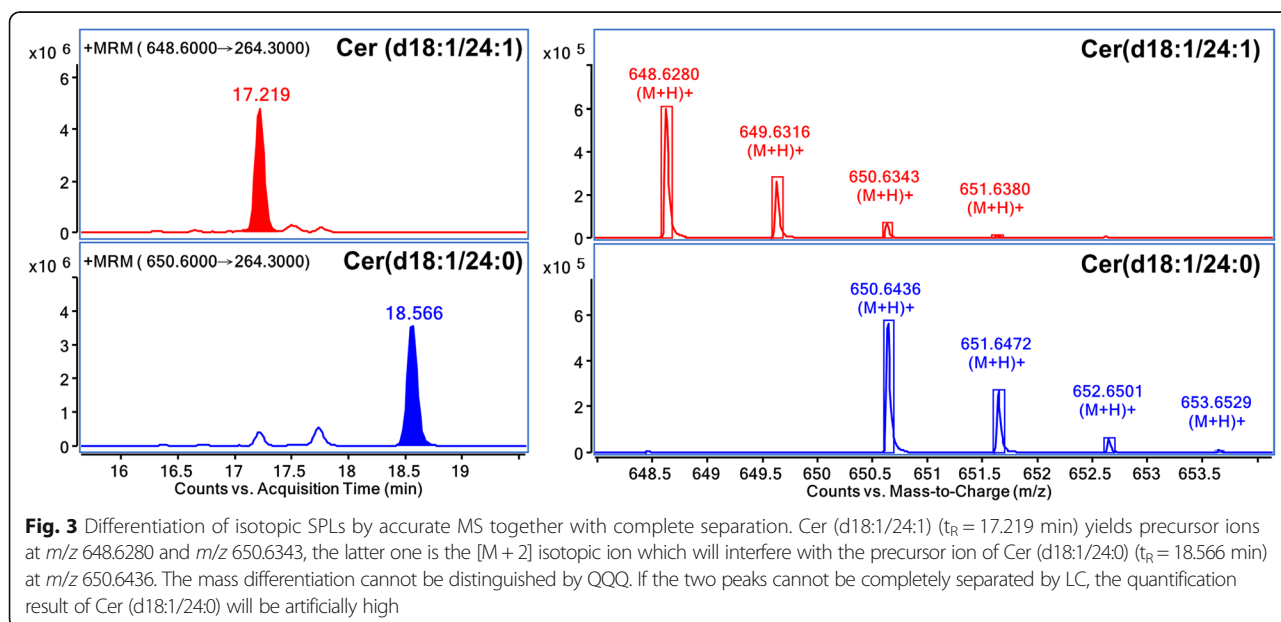 +MRM ( 648.6000→264.3000)
Cer (d18:1/24:1)
x10 6
6
4
2
0
17.219
+MRM ( 650.6000→264.3000)
Cer(d18:1/24:0)
x10 6
4
3
2
1
0
18.566
16 16.5 17 17.5 18 18.5 19
Counts vs. Acquisition Time (min)
Cer(d18:1/24:1)
x10 5
6
4
2
0
648.6280
(M+H)+
649.6316
(M+H)+
650.6343
(M+H)+
651.6380
(M+H)+
Cer(d18:1/24:0)
x10 5
6
4
2
0
650.6436
(M+H)+
651.6472
(M+H)+
652.6501
(M+H)+
653.6529
(M+H)+
648.5 649 649.5 650 650.5 651 651.5 652 652.5 653 653.5
Counts vs. Mass-to-Charge (m/z)
Fig. 3 Differentiation of isotopic SPLs by accurate MS together with complete separation. Cer (d18:1/24:1) (tR = 17.219 min) yields precursor ions
at m/z 648.6280 and m/z 650.6343, the latter one is the [M + 2] isotopic ion which will interfere with the precursor ion of Cer (d18:1/24:0) (tR = 18.566 min)
at m/z 650.6436. The mass differentiation cannot be distinguished by QQQ. If the two peaks cannot be completely separated by LC, the quantification
result of Cer (d18:1/24:0) will be artificially high